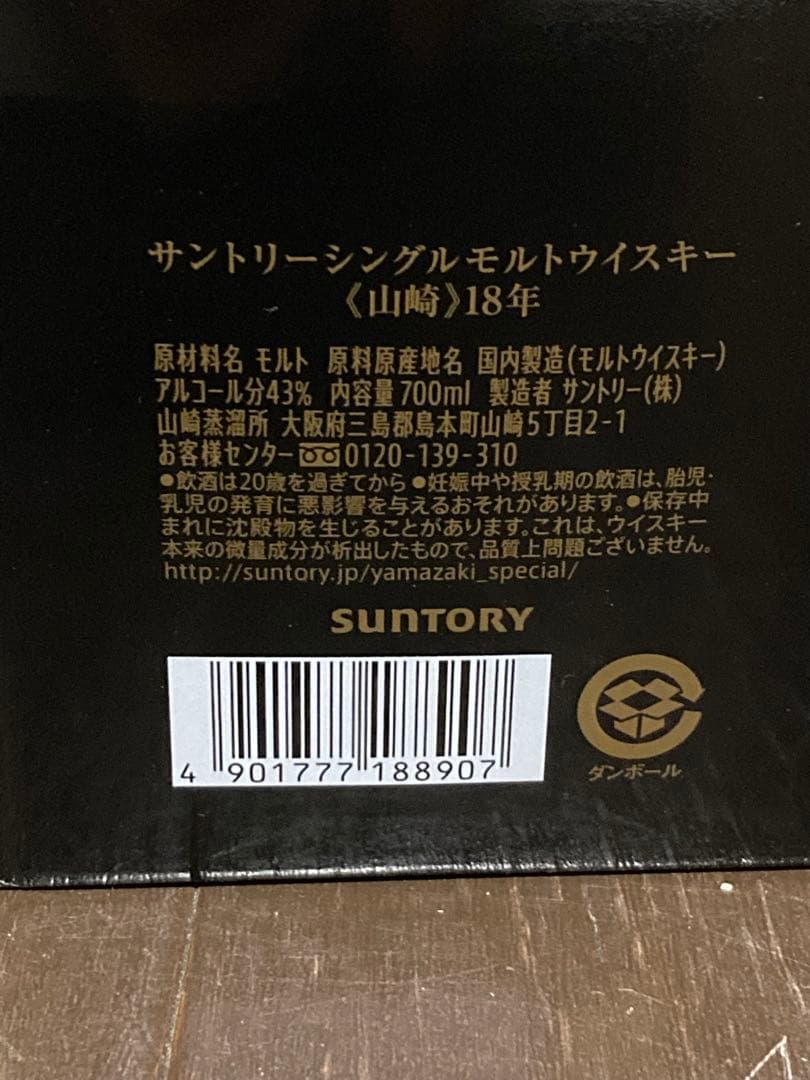 サントリーシングルモルトウイスキー
《山崎》18年
原材料名 モルト 原料原産地名 国内製造(モルトウイスキー)
アルコール分43% 内容量700ml 製造者 サントリー(株)
山崎蒸溜所 大阪府三島郡島本町山崎5丁目2-1
お客様センター 0120-139-310
●飲酒は20歳を過ぎてから ●妊娠中や授乳期の飲酒は、胎児・
乳児の発育に悪影響を与えるおそれがあります。●保存中
まれに沈殿物を生じることがあります。これは、ウイスキー
本来の微量成分が析出したもので、品質上問題ございません。
http://suntory.jp/yamazaki_special/
SUNTORY
4 901777 188907
ダンボール